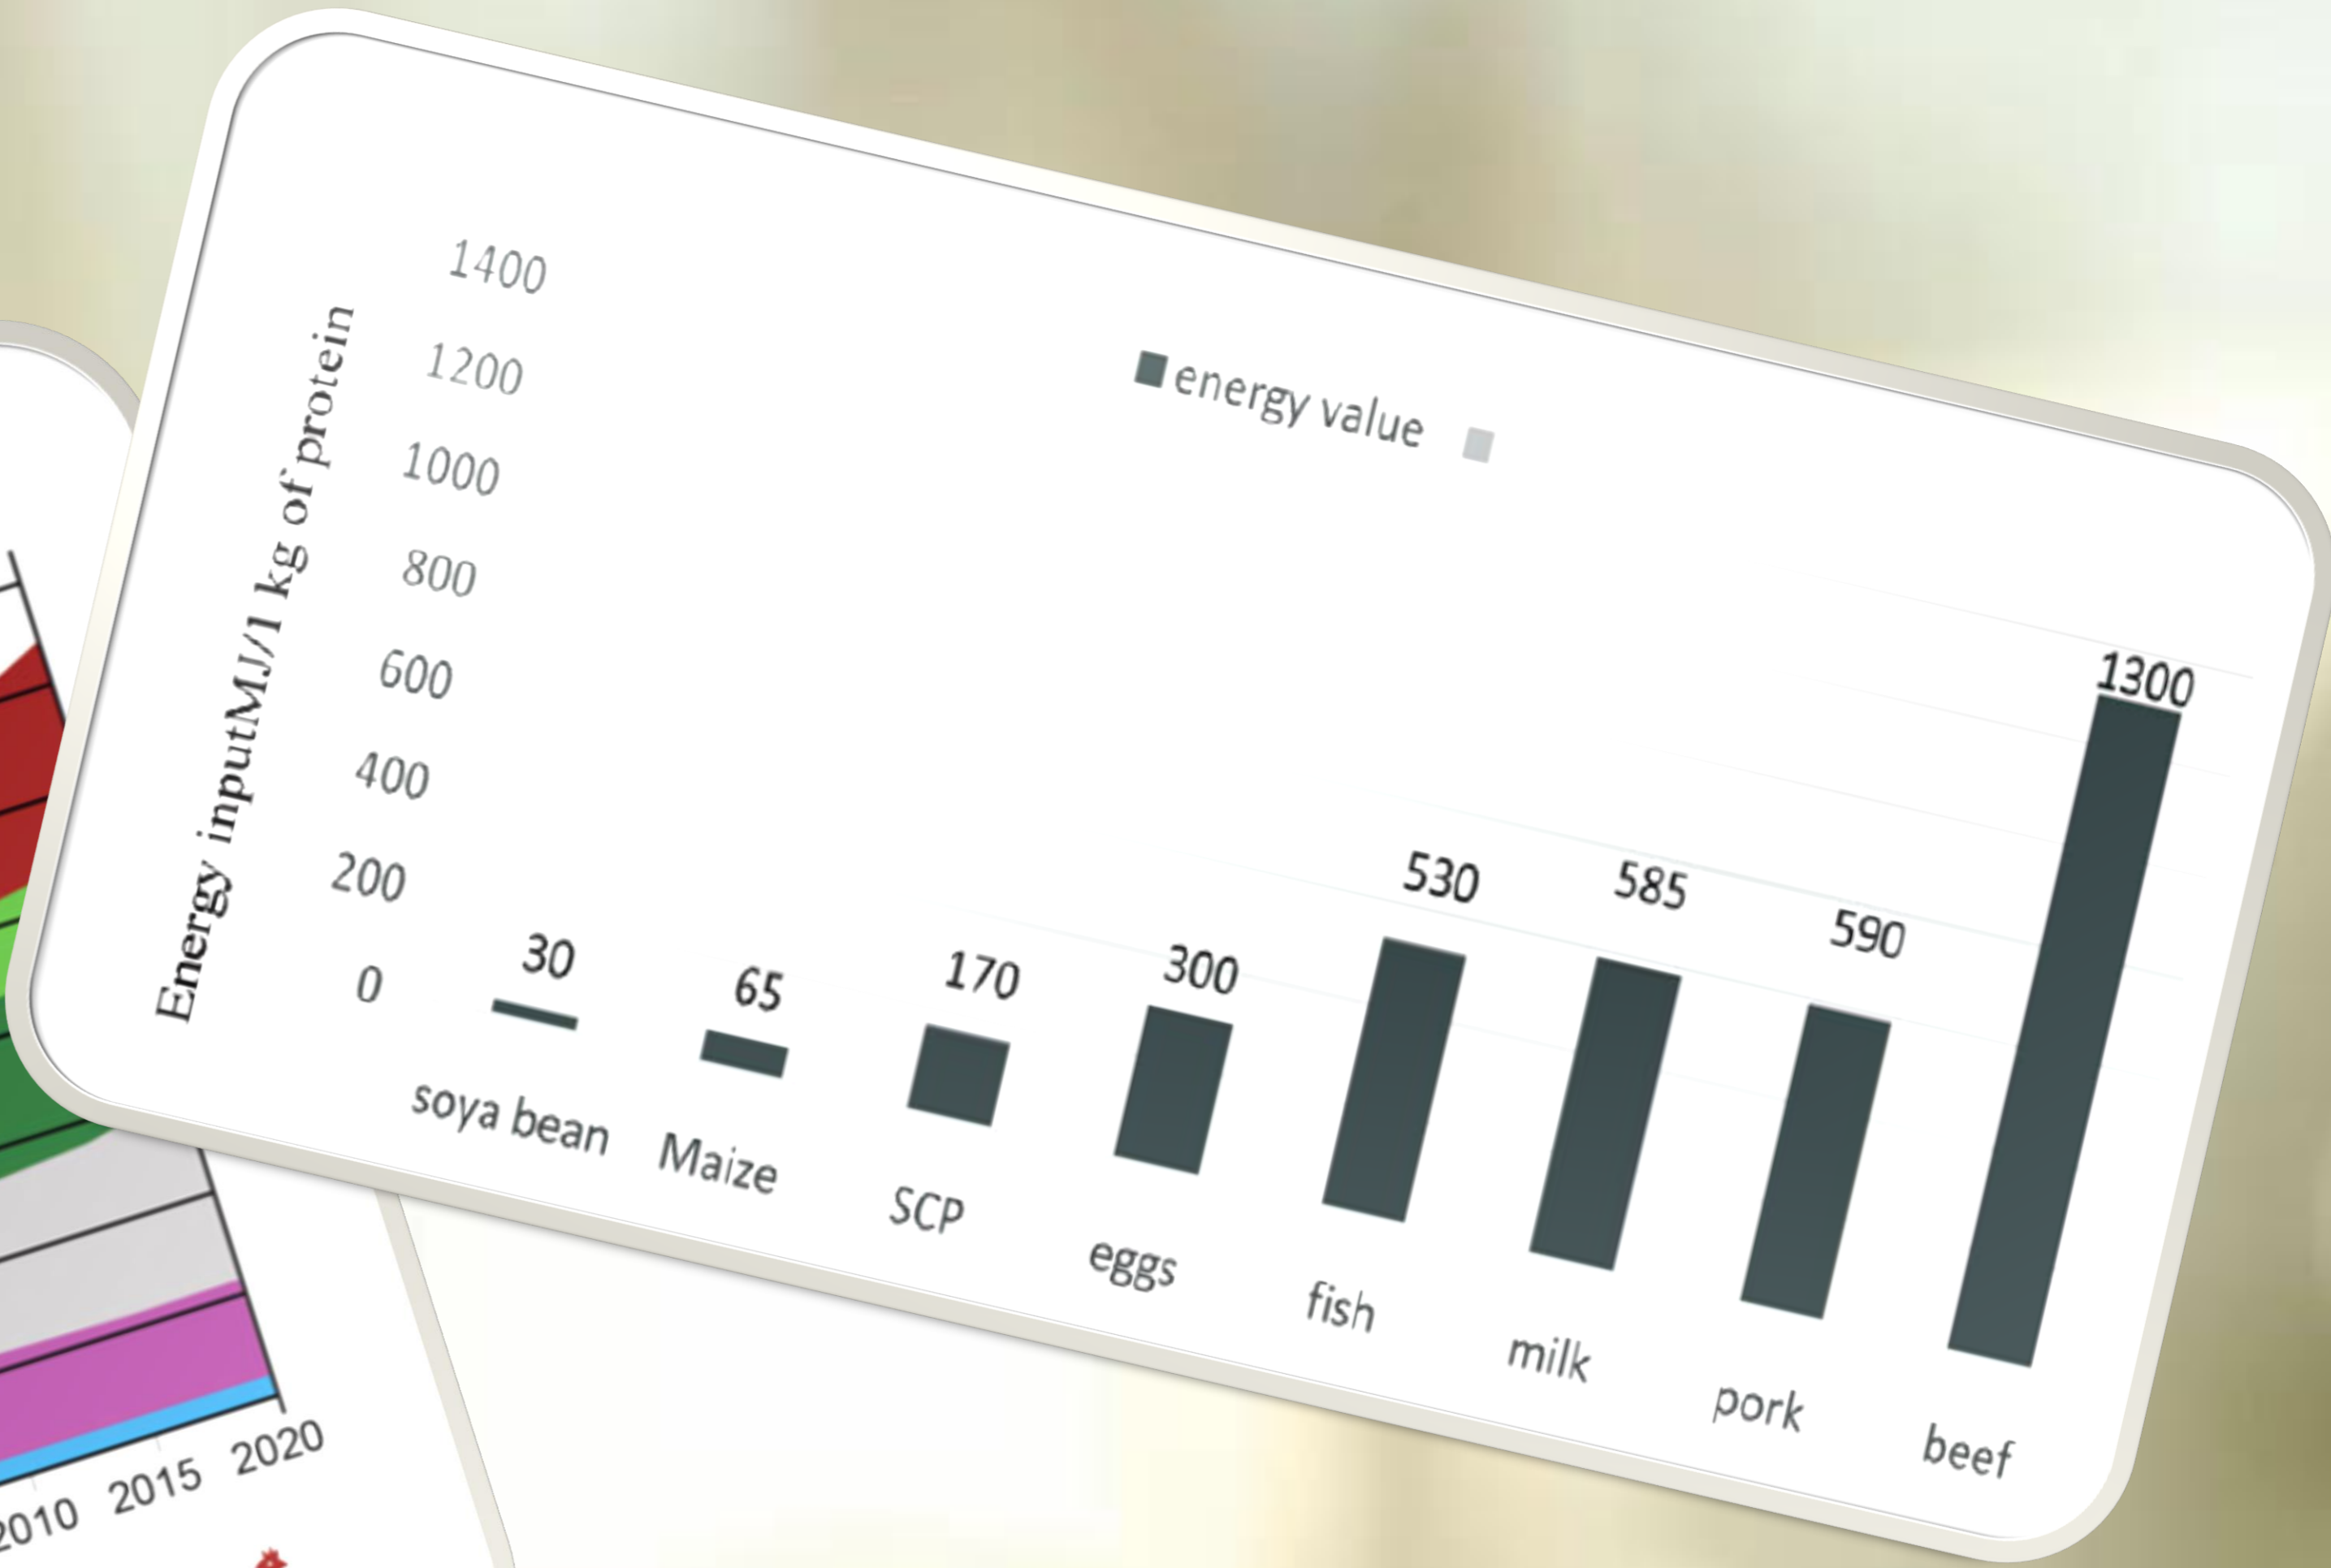 1400
1200
1000
800
600
400
200
0
Energy inputMJ/1 kg of protein
energy value
30
65
170
300
530
585
590
1300
soya bean
Maize
SCP
eggs
fish
milk
pork
beef
2010
2015
2020